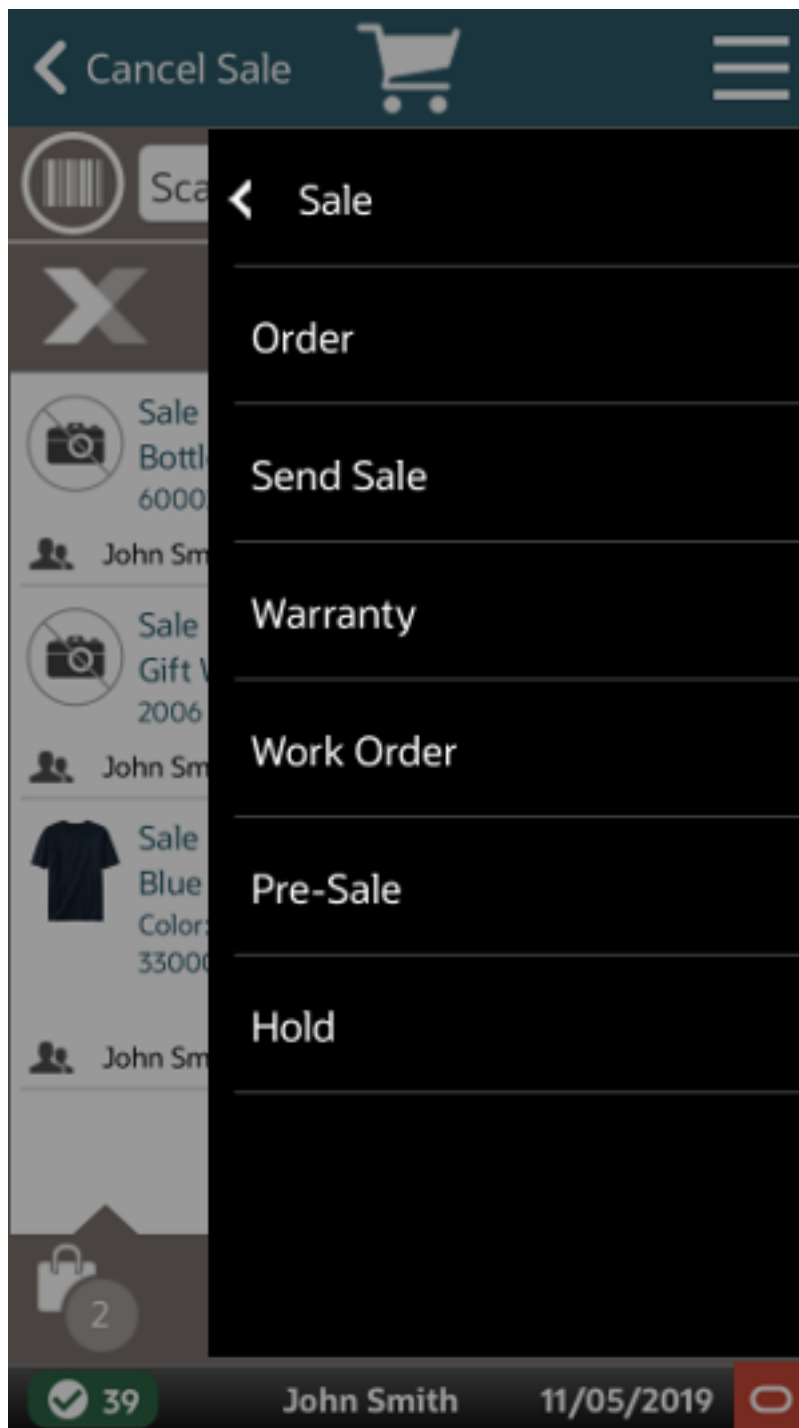 Cancel Sale
Sca
Sale
Order
Sale
Bottl
6000
Send Sale
John Sm
Warranty
Sale
Gift
2006
Work Order
John Sm
Sale
Blue
Pre-Sale
Color:
3300
Hold
John Sm
2
39 John Smith 11/05/2019